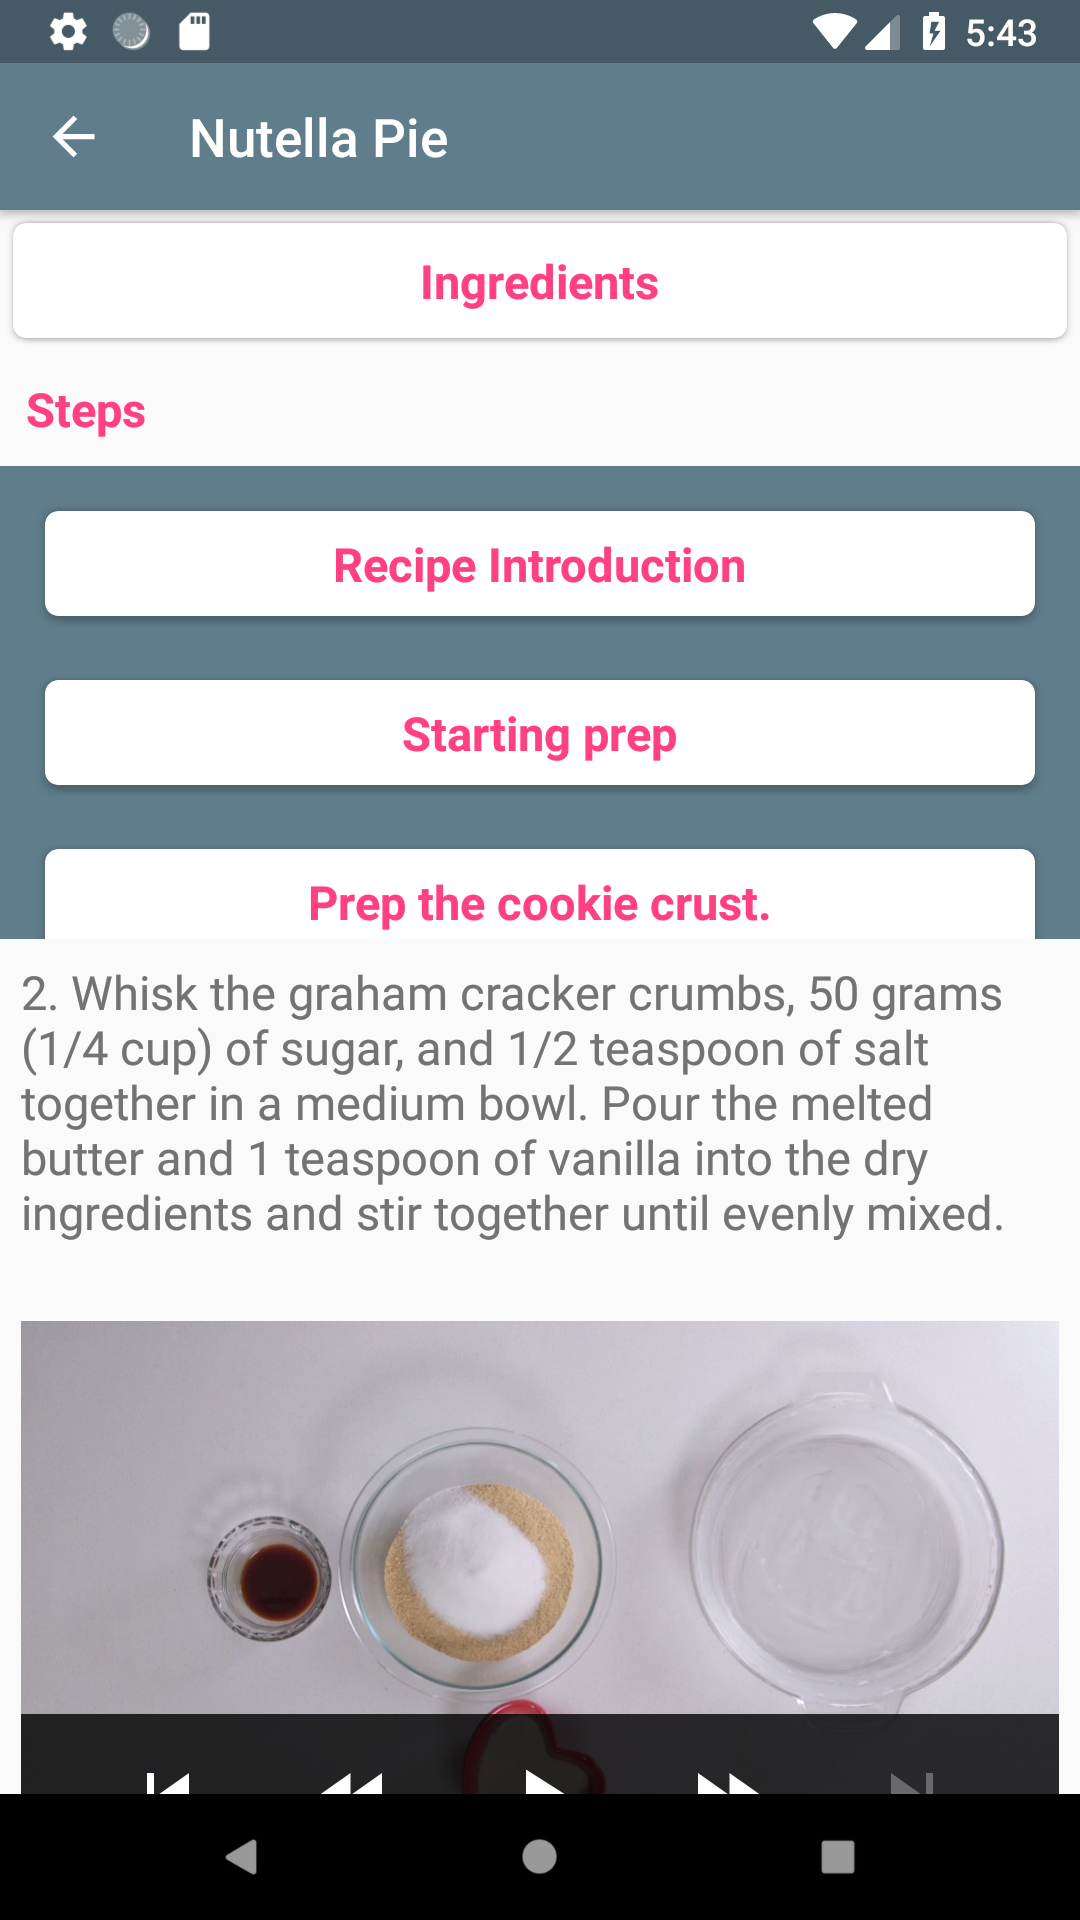 5:43
Nutella Pie
Ingredients
Steps
Recipe Introduction
Starting prep
Prep the cookie crust.
2. Whisk the graham cracker crumbs, 50 grams
(1/4 cup) of sugar, and 1/2 teaspoon of salt
together in a medium bowl. Pour the melted
butter and 1 teaspoon of vanilla into the dry
ingredients and stir together until evenly mixed.